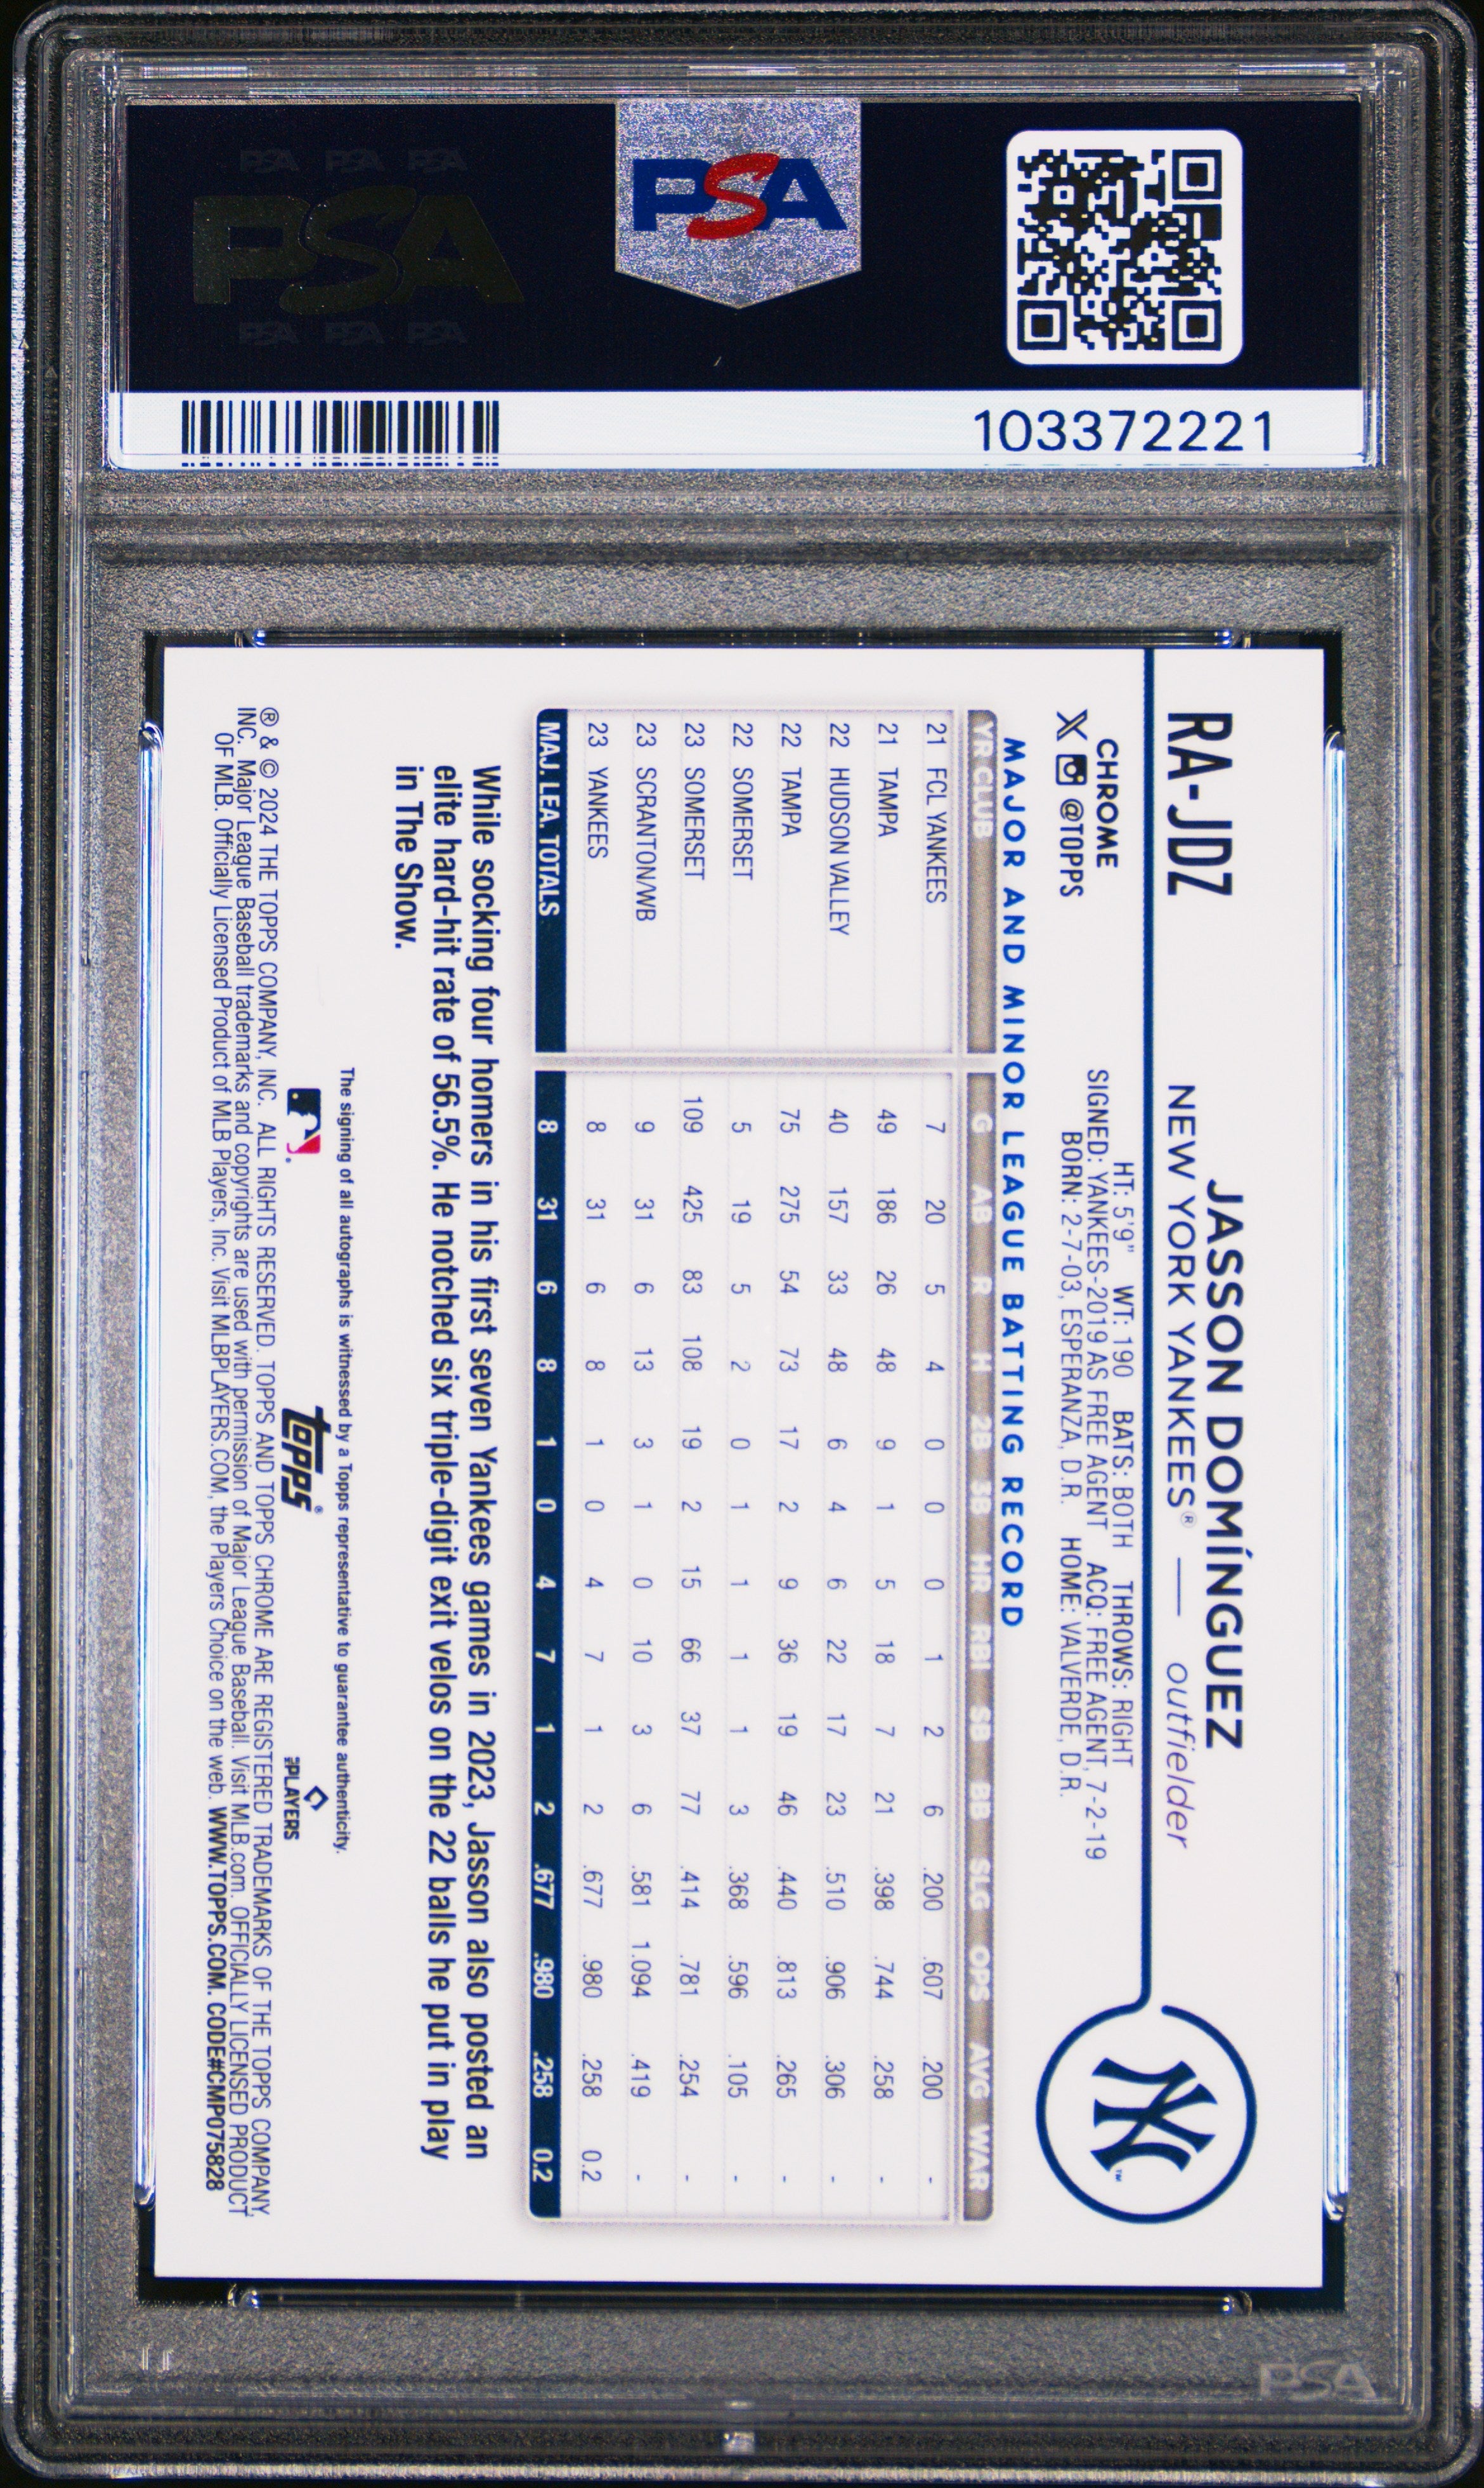 PSA PSA PSA
PSA
PSA PSA PSA
PSA
103372221
RA-JDZ
JASSON DOMÍNGUEZ
NEW YORK YANKEES® — outfielder
CHROME
X @TOPPS
HT: 5'9" WT: 190 BATS: BOTH THROWS: RIGHT
SIGNED: YANKEES-2019 AS FREE AGENT ACQ: FREE AGENT, 7-2-19
BORN: 2-7-03, ESPERANZA, D.R. HOME: VALVERDE, D.R.
NY™
MAJOR AND MINOR LEAGUE BATTING RECORD
YR CLUB G AB R H 2B 3B HR RBI SB BB SLG OPS AVG WAR
21 FCL YANKEES 7 20 5 4 0 0 0 1 2 6 .200 .607 .200 -
21 TAMPA 49 186 26 48 9 1 5 18 7 21 .398 .744 .258 -
22 HUDSON VALLEY 40 157 33 48 6 4 6 22 17 23 .510 .906 .306 -
22 TAMPA 75 275 54 73 17 2 9 36 19 46 .440 .813 .265 -
22 SOMERSET 5 19 5 2 0 1 1 1 1 3 .368 .596 .105 -
23 SOMERSET 109 425 83 108 19 2 15 66 37 77 .414 .781 .254 -
23 SCRANTON/WB 9 31 6 13 3 1 0 10 3 6 .581 1.094 .419 -
23 YANKEES 8 31 6 8 1 0 4 7 1 2 .677 .980 .258 0.2
MAJ. LEA. TOTALS 8 31 6 8 1 0 4 7 1 2 .677 .980 .258 0.2
While socking four homers in his first seven Yankees games in 2023, Jasson also posted an
elite hard-hit rate of 56.5%. He notched six triple-digit exit velos on the 22 balls he put in play
in The Show.
The signing of all autographs is witnessed by a Topps representative to guarantee authenticity.
topps®
PLAYERS
® & © 2024 THE TOPPS COMPANY, INC. ALL RIGHTS RESERVED. TOPPS AND TOPPS CHROME ARE REGISTERED TRADEMARKS OF THE TOPPS COMPANY,
INC. Major League Baseball trademarks and copyrights are used with permission of Major League Baseball. Visit MLB.com. OFFICIALLY LICENSED PRODUCT
OF MLB. Officially Licensed Product of MLB Players, Inc. Visit MLBPLAYERS.COM, the Players Choice on the web. WWW.TOPPS.COM. CODE#CMP075828
PSA